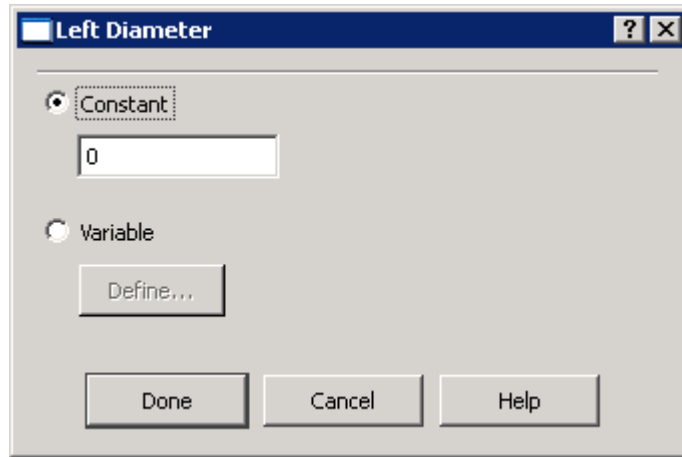 Left Diameter
Constant
0
Variable
Define...
Done Cancel Help